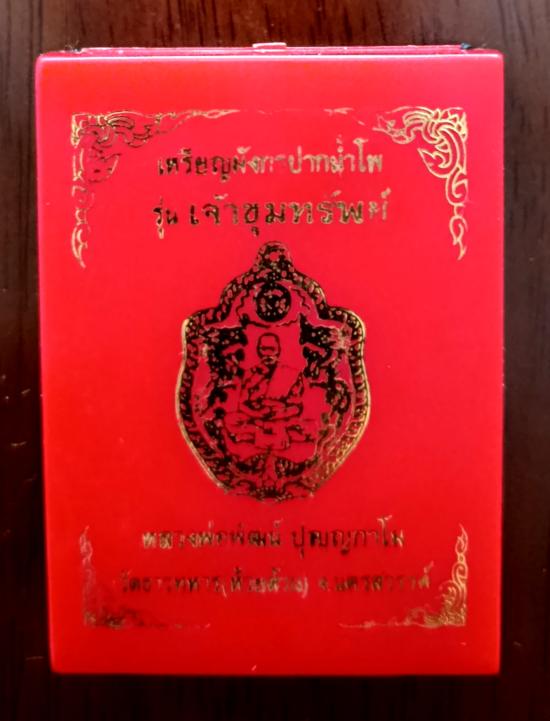 เหรียญมังกรปากน้ำโพ
รุ่น เจ้าขุมทรัพย์
หลวงพ่อพัฒน์ ปุญญกาโม
วัดธารทหาร(ห้วยด้วน) จ.นครสวรรค์